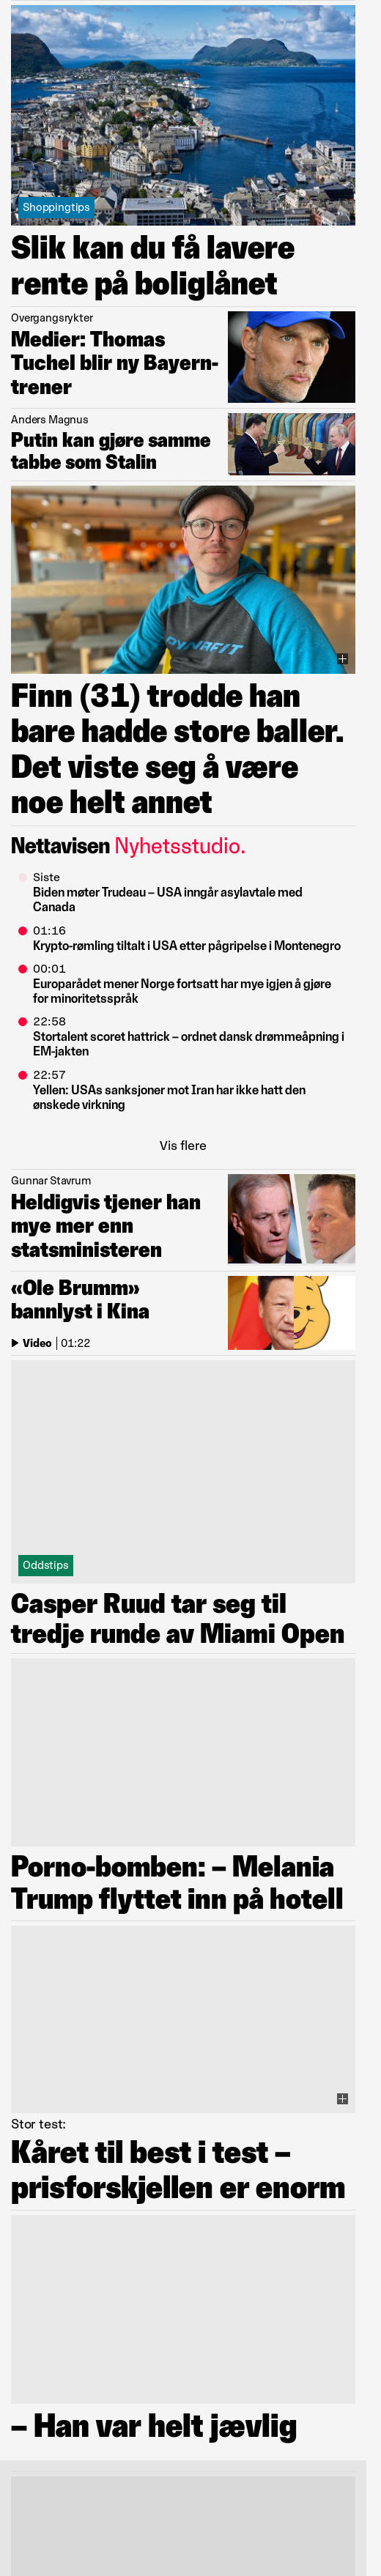 Shoppingtips
Slik kan du få lavere
rente på boliglånet
Overgangsrykter
Medier: Thomas
Tuchel blir ny Bayern-
trener
Anders Magnus
Putin kan gjøre samme
tabbe som Stalin
DYNAFIT
Finn (31) trodde han
bare hadde store baller.
Det viste seg å være
noe helt annet
Nettavisen Nyhetsstudio.
Siste
Biden møter Trudeau – USA inngår asylavtale med
Canada
01:16
Krypto-rømling tiltalt i USA etter pågripelse i Montenegro
00:01
Europarådet mener Norge fortsatt har mye igjen å gjøre
for minoritetsspråk
22:58
Stortalent scoret hattrick – ordnet dansk drømmeåpning i
EM-jakten
22:57
Yellen: USAs sanksjoner mot Iran har ikke hatt den
ønskede virkning
Vis flere
Gunnar Stavrum
Heldigvis tjener han
mye mer enn
statsministeren
«Ole Brumm»
bannlyst i Kina
Video | 01:22
Oddstips
Casper Ruud tar seg til
tredje runde av Miami Open
Porno-bomben: – Melania
Trump flyttet inn på hotell
Stor test:
Kåret til best i test –
prisforskjellen er enorm
– Han var helt jævlig